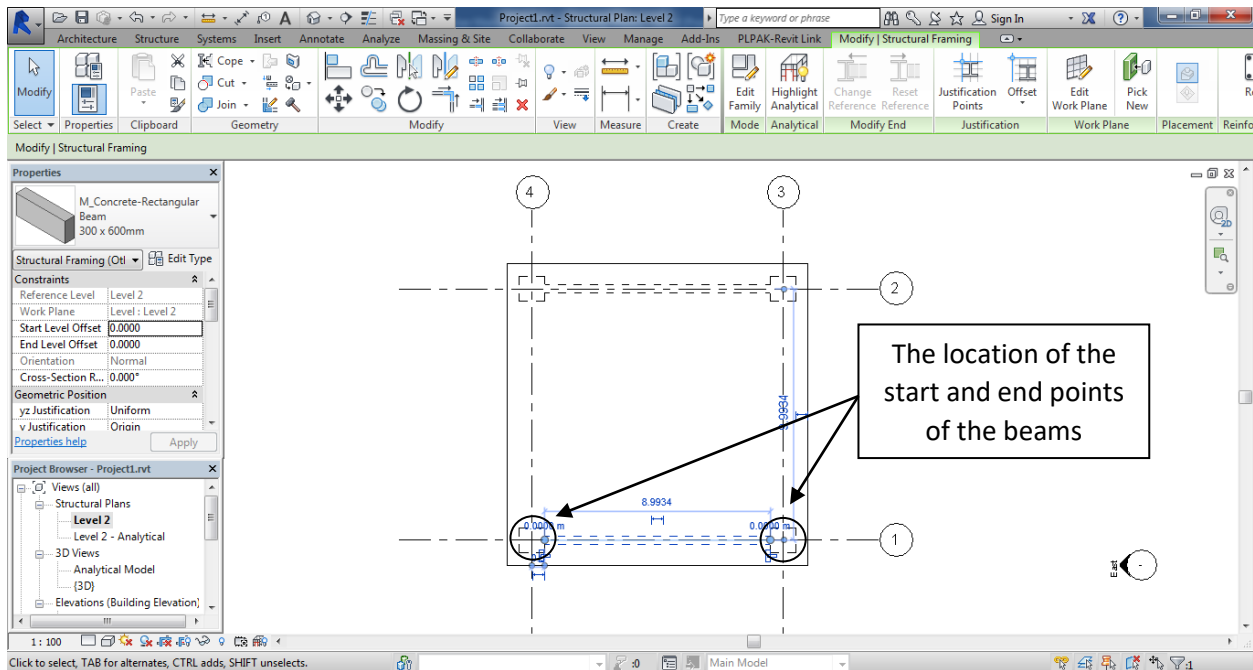 Project1.rvt - Structural Plan: Level 2
Type a keyword or phrase
Sign In
Architecture Structure Systems Insert Annotate Analyze Massing & Site Collaborate View Manage Add-Ins PLPAK-Revit Link Modify | Structural Framing
Modify
Paste
Cope
Cut
Join
Edit Family
Highlight Analytical
Change Reference
Reset Reference
Justification Points
Offset
Edit Work Plane
Pick New
Select Properties Clipboard Geometry Modify View Measure Create Mode Analytical Modify End Justification Work Plane Placement Reinfo
Modify | Structural Framing
Properties
M_Concrete-Rectangular
Beam
300 x 600mm
Structural Framing (Otl
Edit Type
Constraints
Reference Level Level 2
Work Plane Level : Level 2
Start Level Offset 0.0000
End Level Offset 0.0000
Orientation Normal
Cross-Section R... 0.000°
Geometric Position
yz Justification Uniform
y Justification Origin
Properties help
Apply
Project Browser - Project1.rvt
Views (all)
Structural Plans
Level 2
Level 2 - Analytical
3D Views
Analytical Model
{3D}
Elevations (Building Elevation)
4
3
2
2D
The location of the
start and end points
of the beams
8.9934
0.0000 m
1
East
1 : 100
Click to select, TAB for alternates, CTRL adds, SHIFT unselects.
:0
Main Model
:1